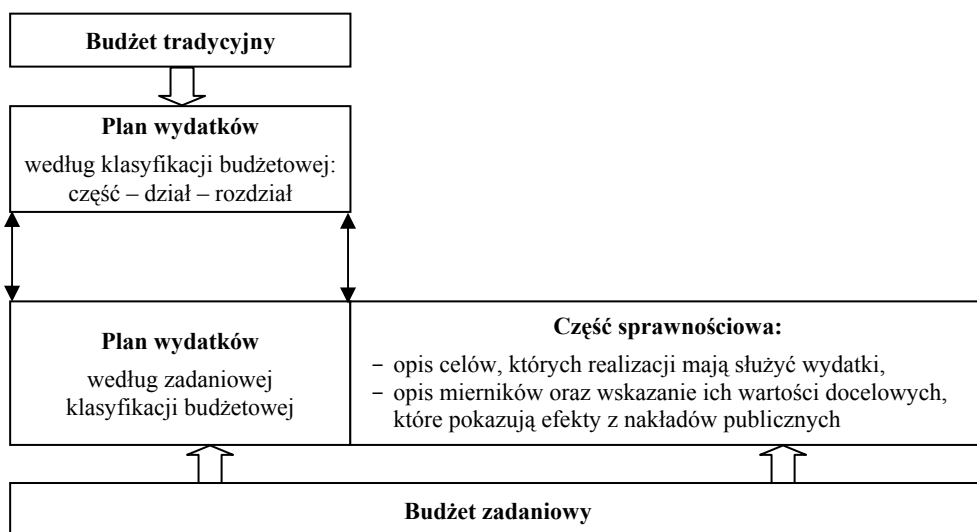 Budżet tradycyjny
Plan wydatków
według klasyfikacji budżetowej:
część – dział – rozdział
Plan wydatków
według zadaniowej
klasyfikacji budżetowej
Część sprawnościowa:
– opis celów, których realizacji mają służyć wydatki,
– opis mierników oraz wskazanie ich wartości docelowych,
które pokazują efekty z nakładów publicznych
Budżet zadaniowy